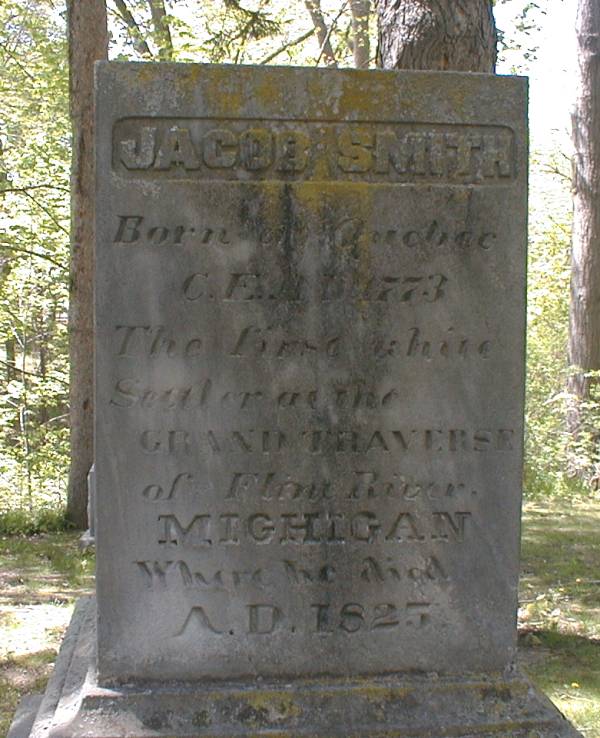 JACOB SMITH
Born at Quebec
C.E. A D 1773
The first white
Settler at the
GRAND TRAVERSE
of Flint River.
MICHIGAN
Where he died
A.D. 1825.